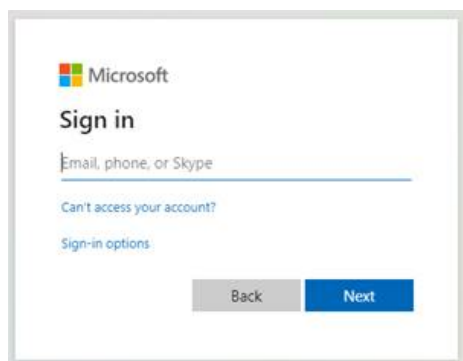 Microsoft
Sign in
Email, phone, or Skype
Can't access your account?
Sign-in options
Back Next